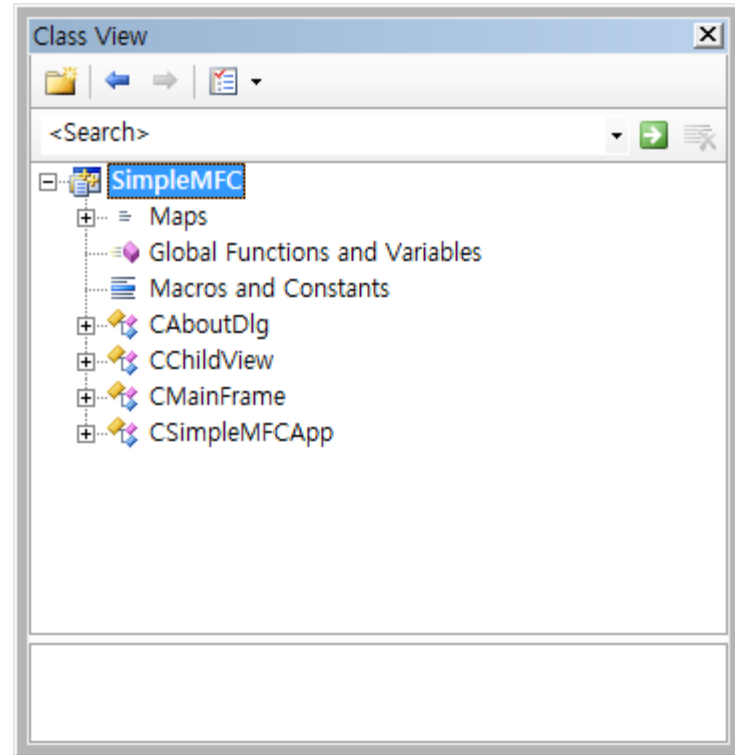 Class View
<Search>
SimpleMFC
Maps
Global Functions and Variables
Macros and Constants
CAboutDlg
CChildView
CMainFrame
CSimpleMFCApp